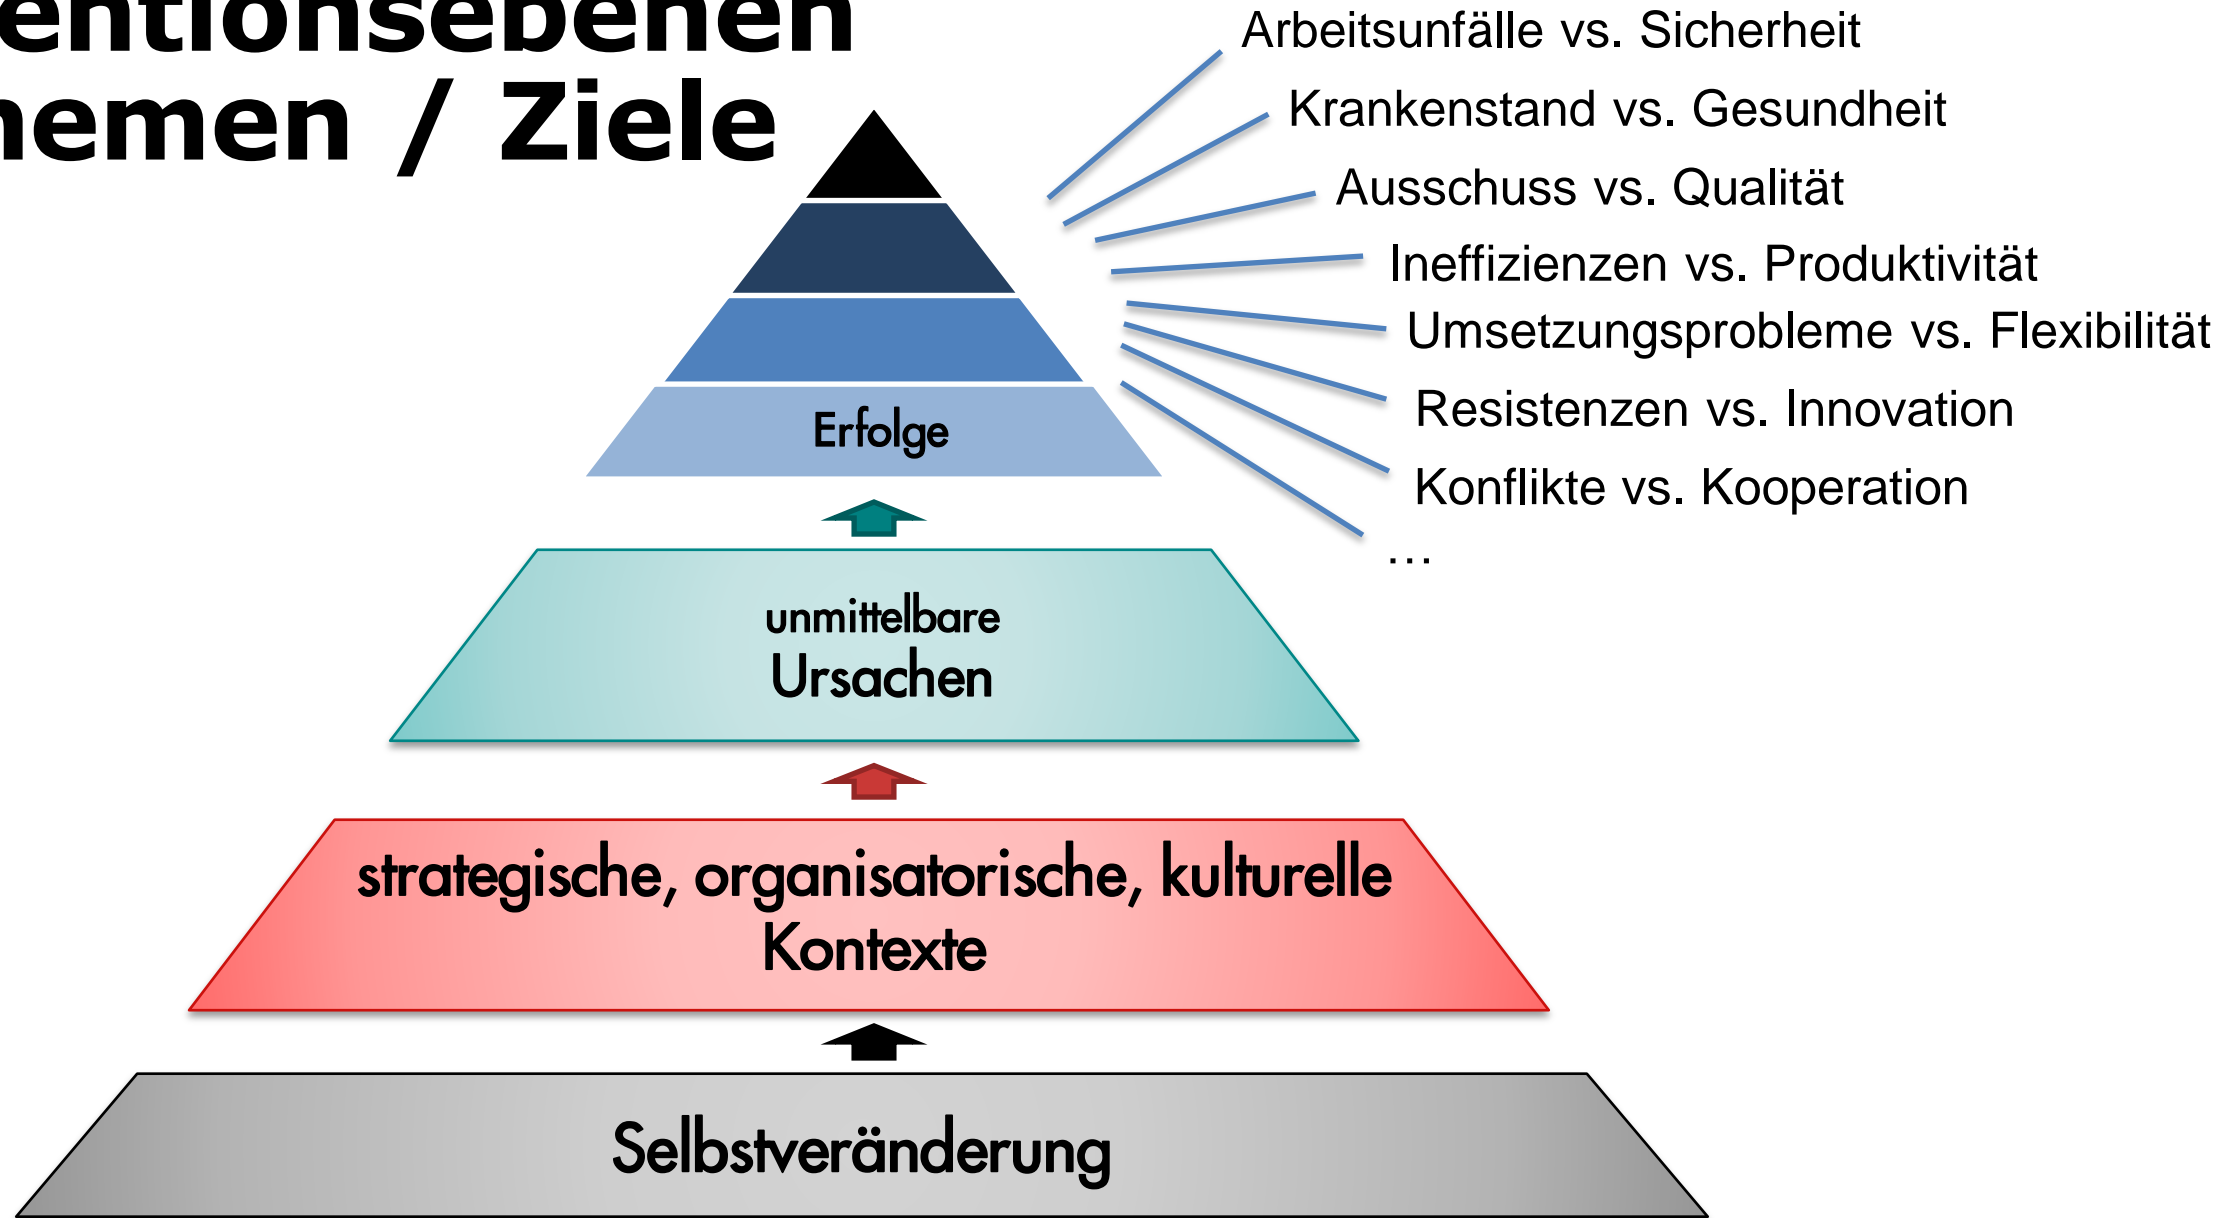 entionsebenen
hemen / Ziele
Arbeitsunfälle vs. Sicherheit
Krankenstand vs. Gesundheit
Ausschuss vs. Qualität
Ineffizienzen vs. Produktivität
Umsetzungsprobleme vs. Flexibilität
Resistenzen vs. Innovation
Konflikte vs. Kooperation
…
Erfolge
unmittelbare
Ursachen
strategische, organisatorische, kulturelle
Kontexte
Selbstveränderung